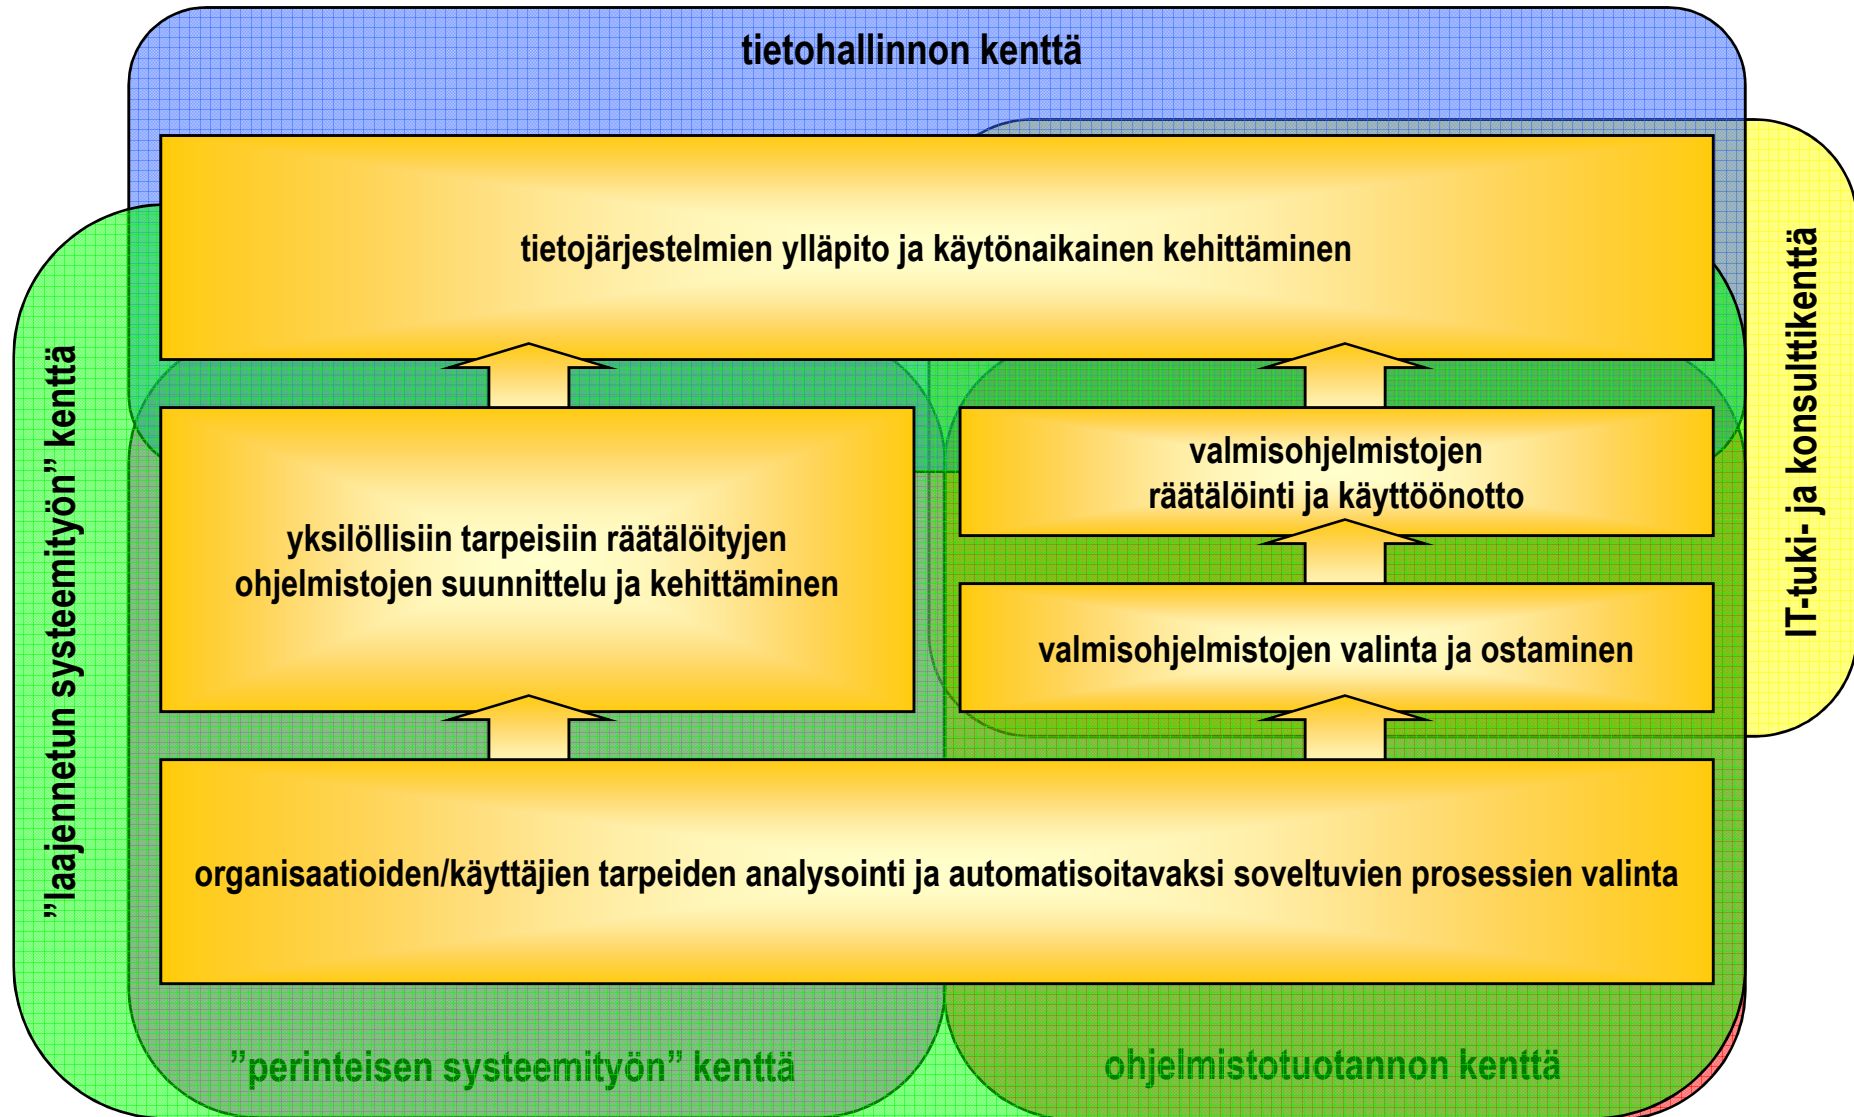 tietohallinnon kenttä
tietojärjestelmien ylläpito ja käytönaikainen kehittäminen
”laajennetun systeemityön” kenttä
IT-tuki- ja konsulttikenttä
yksilöllisiin tarpeisiin räätälöityjen
ohjelmistojen suunnittelu ja kehittäminen
valmisohjelmistojen
räätälöinti ja käyttöönotto
valmisohjelmistojen valinta ja ostaminen
organisaatioiden/käyttäjien tarpeiden analysointi ja automatisoitavaksi soveltuvien prosessien valinta
”perinteisen systeemityön” kenttä
ohjelmistotuotannon kenttä